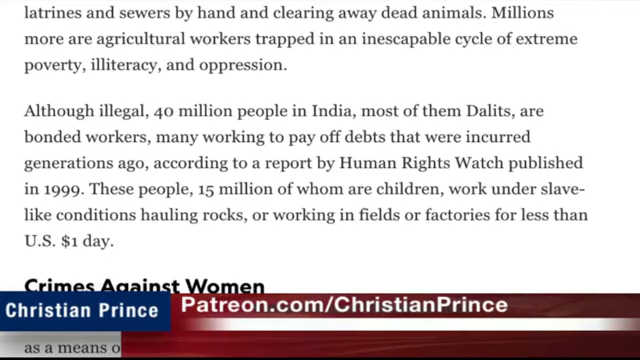 latrines and sewers by hand and clearing away dead animals. Millions
more are agricultural workers trapped in an inescapable cycle of extreme
poverty, illiteracy, and oppression.
Although illegal, 40 million people in India, most of them Dalits, are
bonded workers, many working to pay off debts that were incurred
generations ago, according to a report by Human Rights Watch published
in 1999. These people, 15 million of whom are children, work under slave-
like conditions hauling rocks, or working in fields or factories for less than
U.S. $1 day.
Crimes Against Women
Patreon.com/ChristianPrince
Christian Prince
as a means o